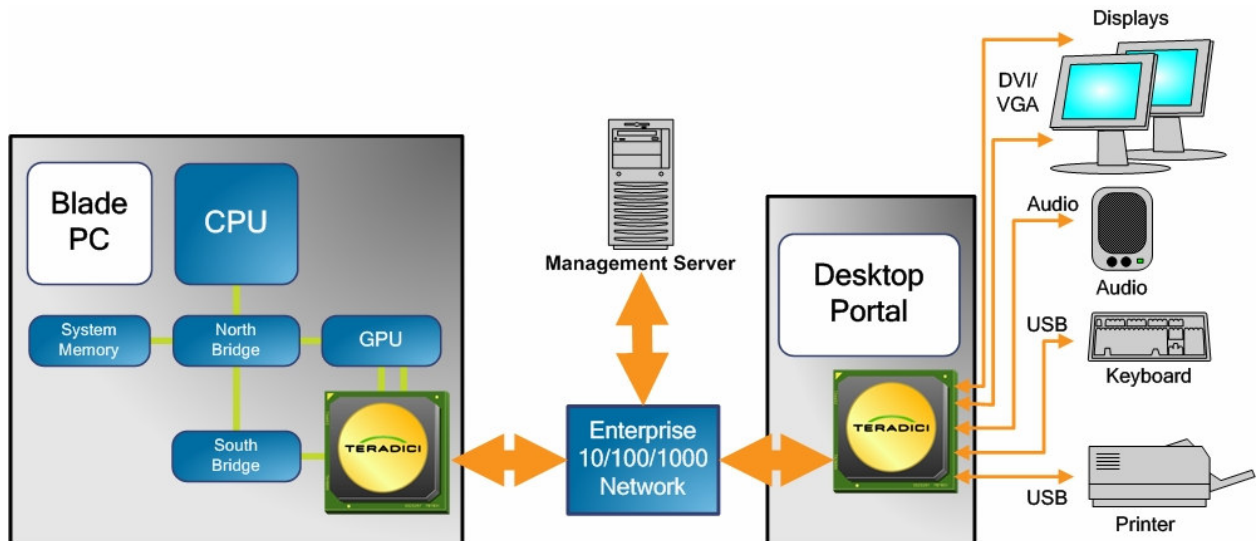 Displays
DVI/
VGA
Blade
PC
CPU
System
Memory
North
Bridge
GPU
South
Bridge
TERADICI
Management Server
Enterprise
10/100/1000
Network
Desktop
Portal
TERADICI
Audio
Audio
USB
Keyboard
USB
Printer